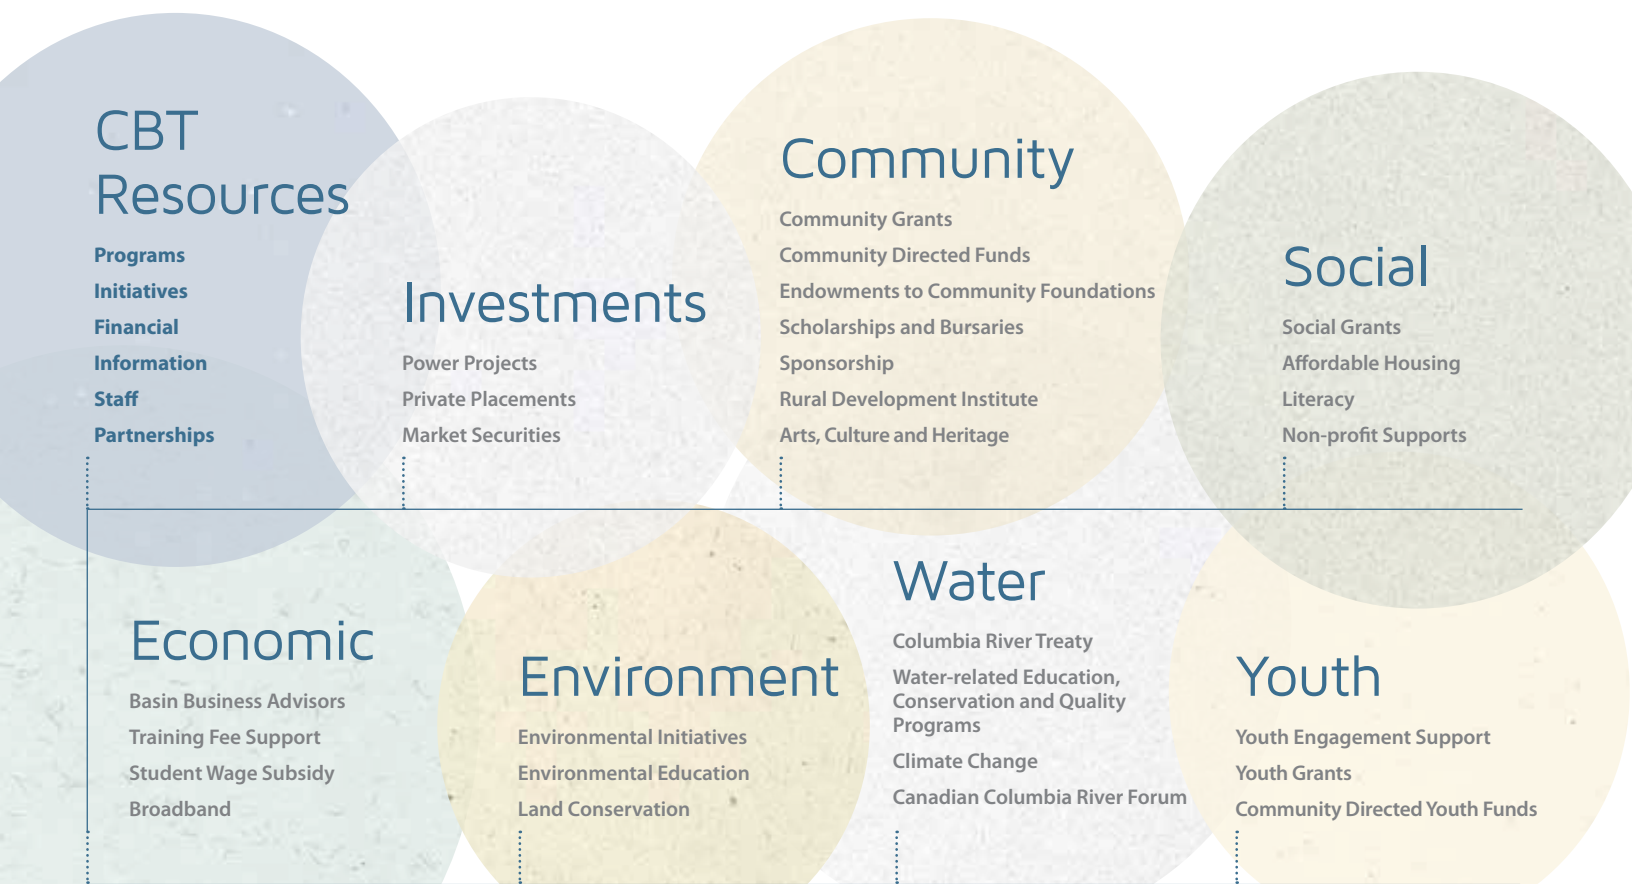 CBT
Resources
Programs
Initiatives
Financial
Information
Staff
Partnerships
Investments
Power Projects
Private Placements
Market Securities
Community
Community Grants
Community Directed Funds
Endowments to Community Foundations
Scholarships and Bursaries
Sponsorship
Rural Development Institute
Arts, Culture and Heritage
Social
Social Grants
Affordable Housing
Literacy
Non-profit Supports
Economic
Basin Business Advisors
Training Fee Support
Student Wage Subsidy
Broadband
Environment
Environmental Initiatives
Environmental Education
Land Conservation
Water
Columbia River Treaty
Water-related Education,
Conservation and Quality
Programs
Climate Change
Canadian Columbia River Forum
Youth
Youth Engagement Support
Youth Grants
Community Directed Youth Funds